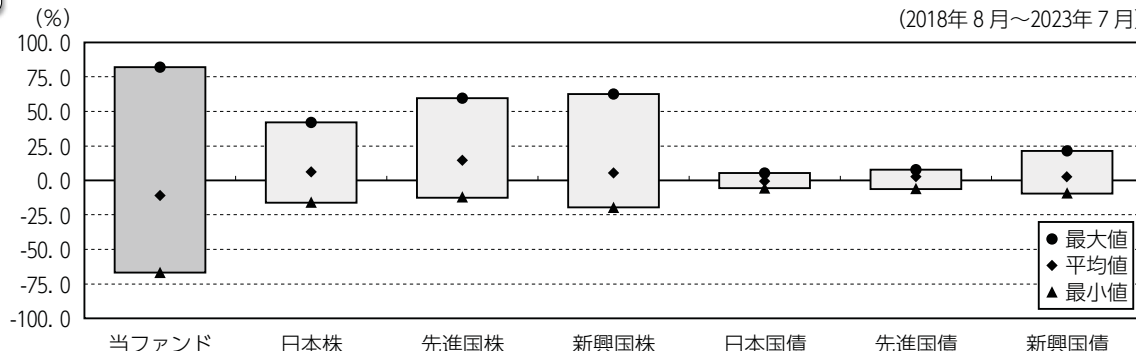 (%)
(2018年8月～2023年7月)
100.0
75.0
50.0
25.0
0.0
-25.0
-50.0
-75.0
-100.0
● 最大値
◆ 平均値
▲ 最小値
当ファンド 日本株 先進国株 新興国株 日本国債 先進国債 新興国債